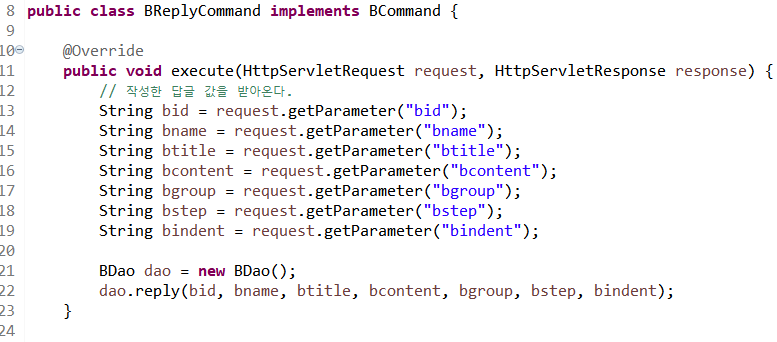 8 public class BReplyCommand implements BCommand {
9
10 @Override
11 public void execute(HttpServletRequest request, HttpServletResponse response) {
12 // 작성한 답글 값을 받아온다.
13 String bid = request.getParameter("bid");
14 String bname = request.getParameter("bname");
15 String btitle = request.getParameter("btitle");
16 String bcontent = request.getParameter("bcontent");
17 String bgroup = request.getParameter("bgroup");
18 String bstep = request.getParameter("bstep");
19 String bindent = request.getParameter("bindent");
20
21 BDao dao = new BDao();
22 dao.reply(bid, bname, btitle, bcontent, bgroup, bstep, bindent);
23 }
24